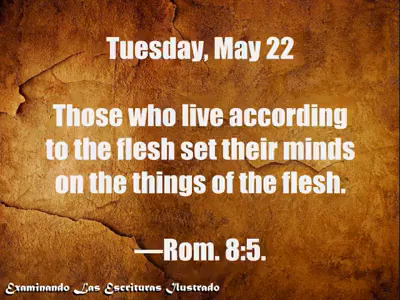 Tuesday, May 22
Those who live according
to the flesh set their minds
on the things of the flesh.
—Rom. 8:5.
Examinando Las Escrituras Ilustrado